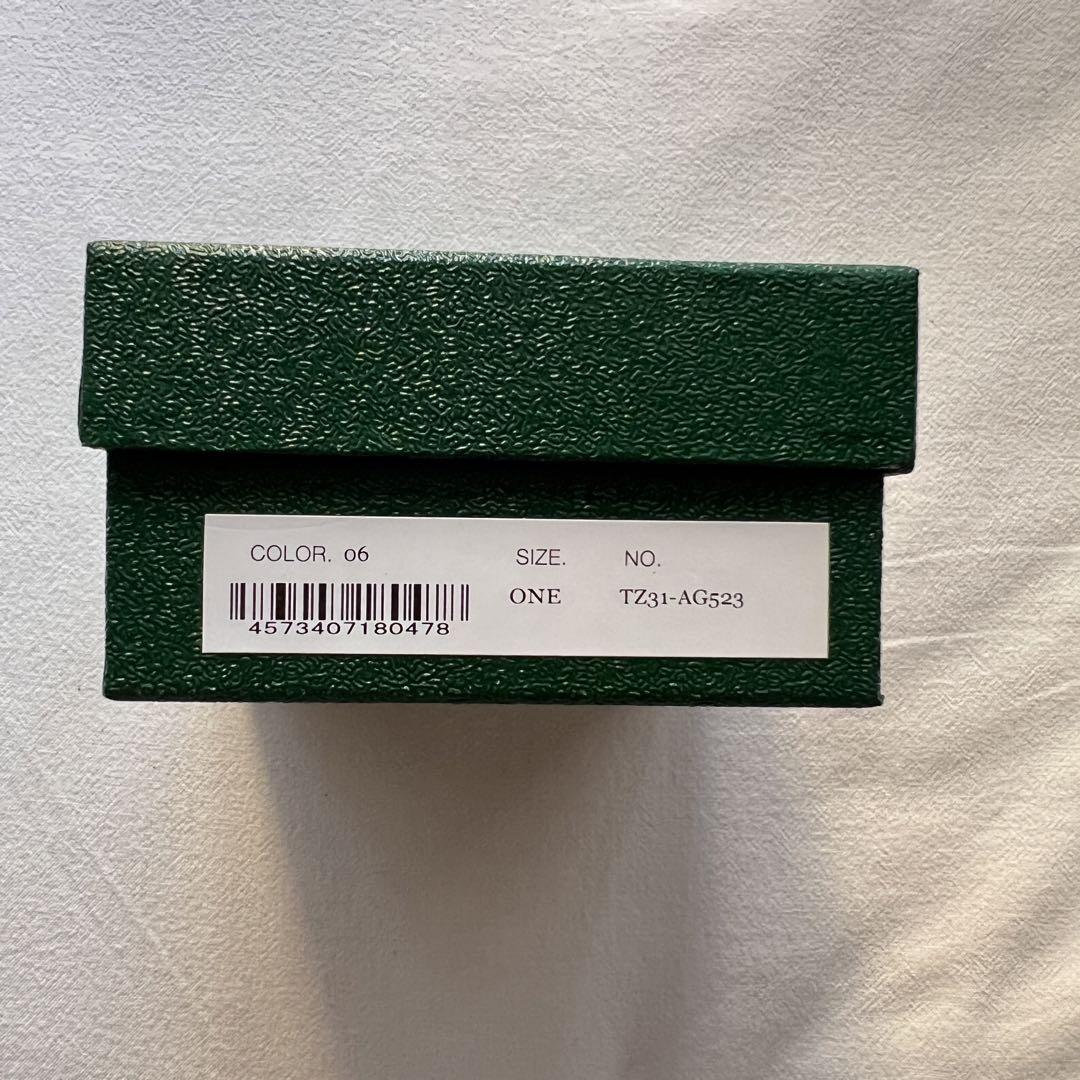 COLOR. 06 SIZE. NO.
ONE TZ31-AG523
4573407180478